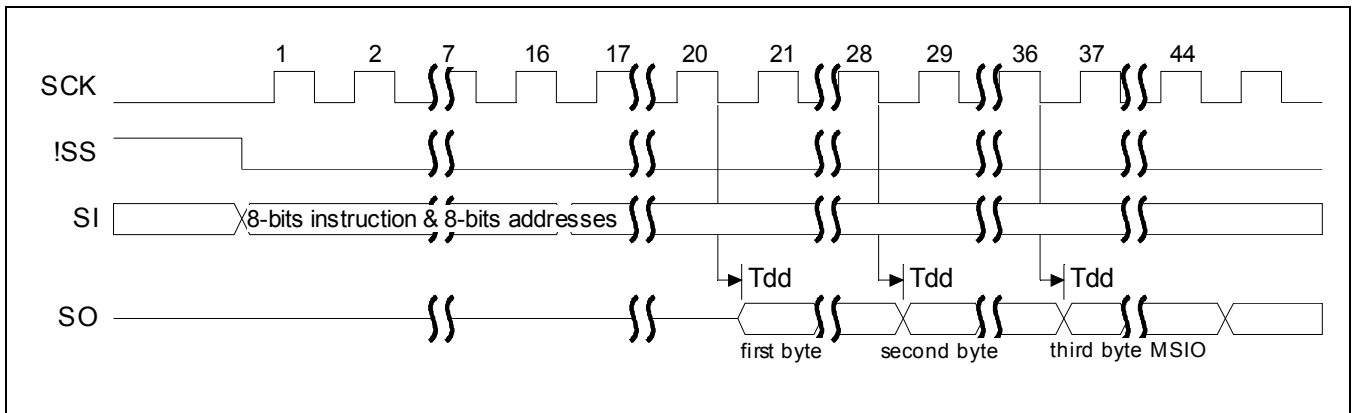 1 2 7 16 17 20 21 28 29 36 37 44
SCK
!SS
SI 8-bits instruction & 8-bits addresses
Tdd Tdd Tdd
SO
first byte second byte third byte MSIO